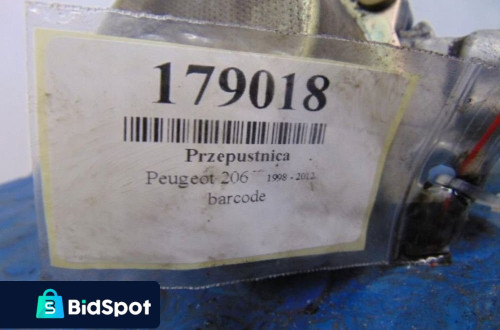 179018
Przepustnica
Peugeot 206 1998 - 2012
barcode
BidSpot